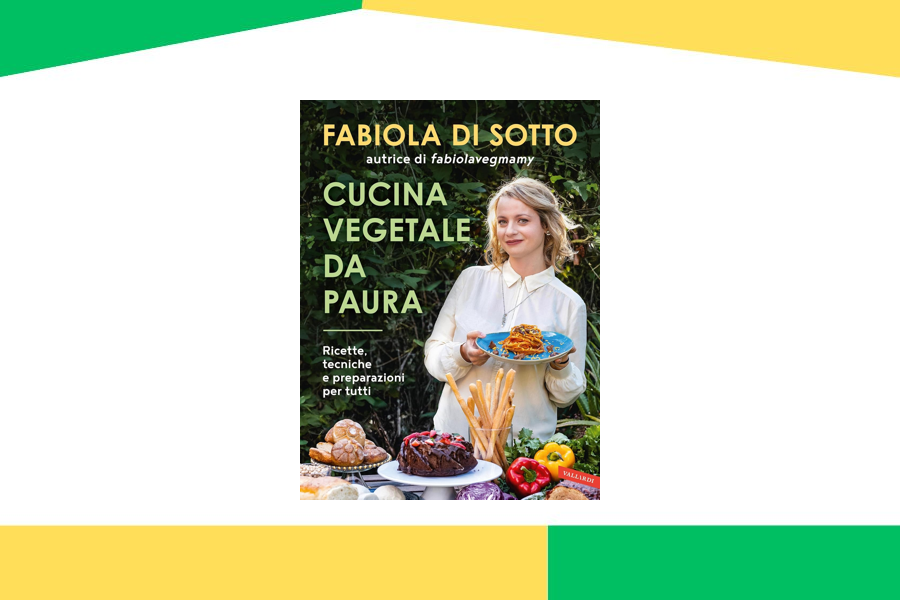 FABIOLA DI SOTTO
autrice di fabiolavegmamy
CUCINA
VEGETALE
DA
PAURA
Ricette,
tecniche
e preparazioni
per tutti
VALLARDI